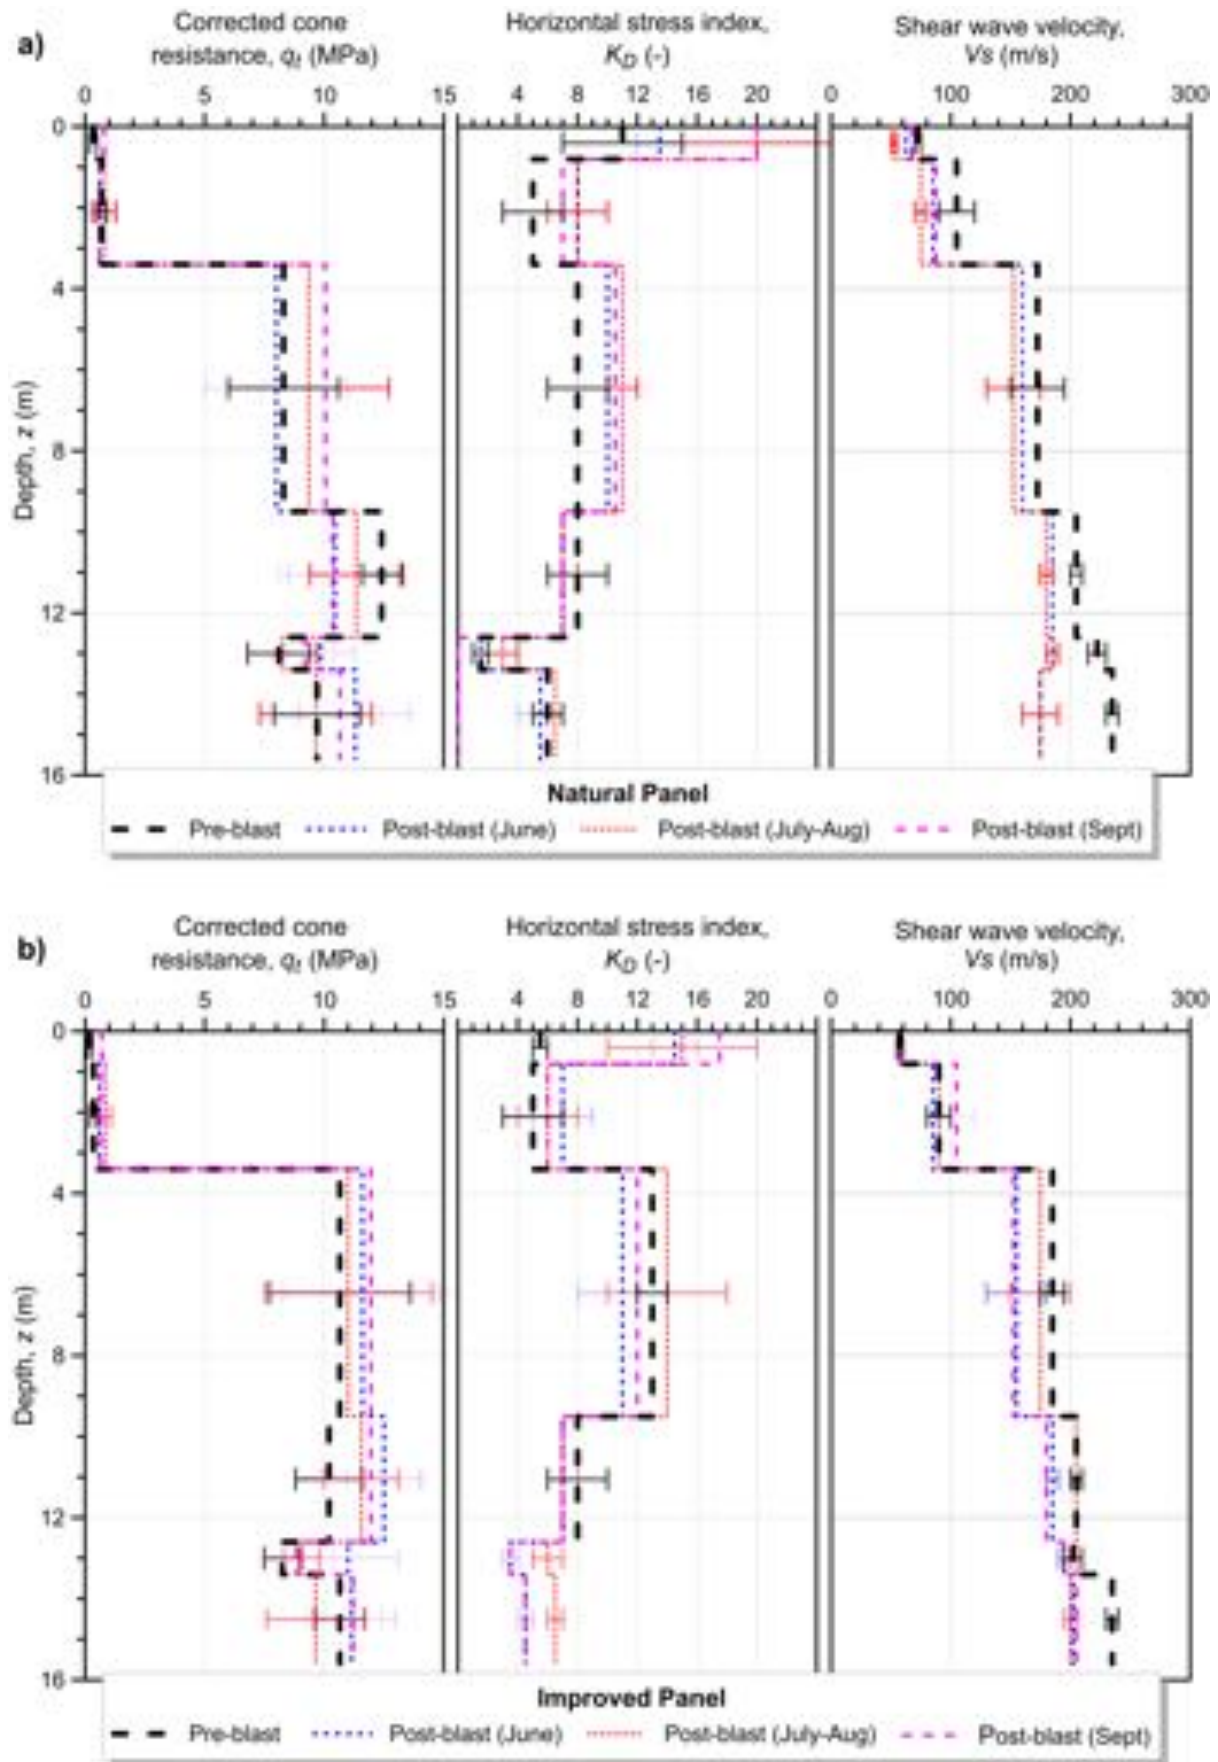 a)
Corrected cone
resistance, qt (MPa)
Horizontal stress index,
KD (-)
Shear wave velocity,
Vs (m/s)
0 5 10 15 4 8 12 16 20 0 100 200 300
0
4
8
12
16
Depth, z (m)
Natural Panel
Pre-blast Post-blast (June) Post-blast (July-Aug) Post-blast (Sept)
b)
Corrected cone
resistance, qt (MPa)
Horizontal stress index,
KD (-)
Shear wave velocity,
Vs (m/s)
0 5 10 15 4 8 12 16 20 0 100 200 300
0
4
8
12
16
Depth, z (m)
Improved Panel
Pre-blast Post-blast (June) Post-blast (July-Aug) Post-blast (Sept)